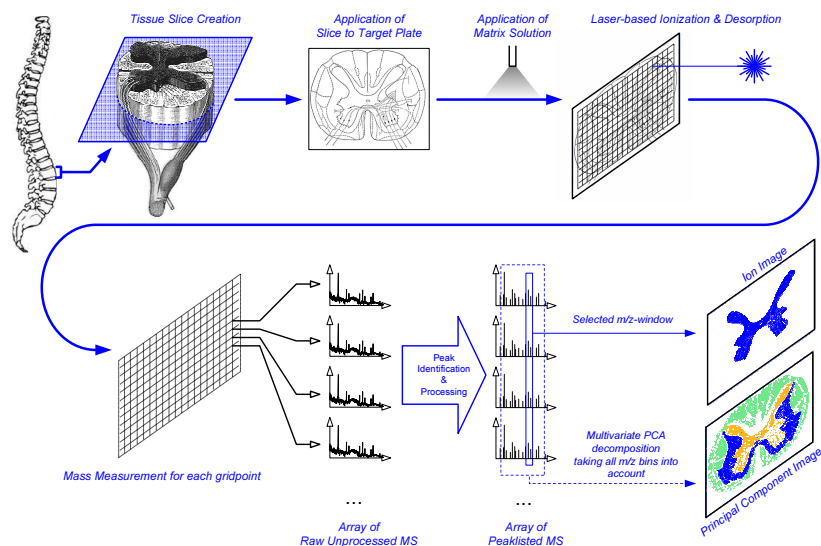 Tissue Slice Creation
Application of
Slice to Target Plate
Application of
Matrix Solution
Laser-based Ionization & Desorption
Mass Measurement for each gridpoint
Peak
Identification
&
Processing
Selected m/z-window
Ion Image
Multivariate PCA
decomposition
taking all m/z bins into
account
Principal Component Image
...
Array of
Raw Unprocessed MS
...
Array of
Peaklisted MS